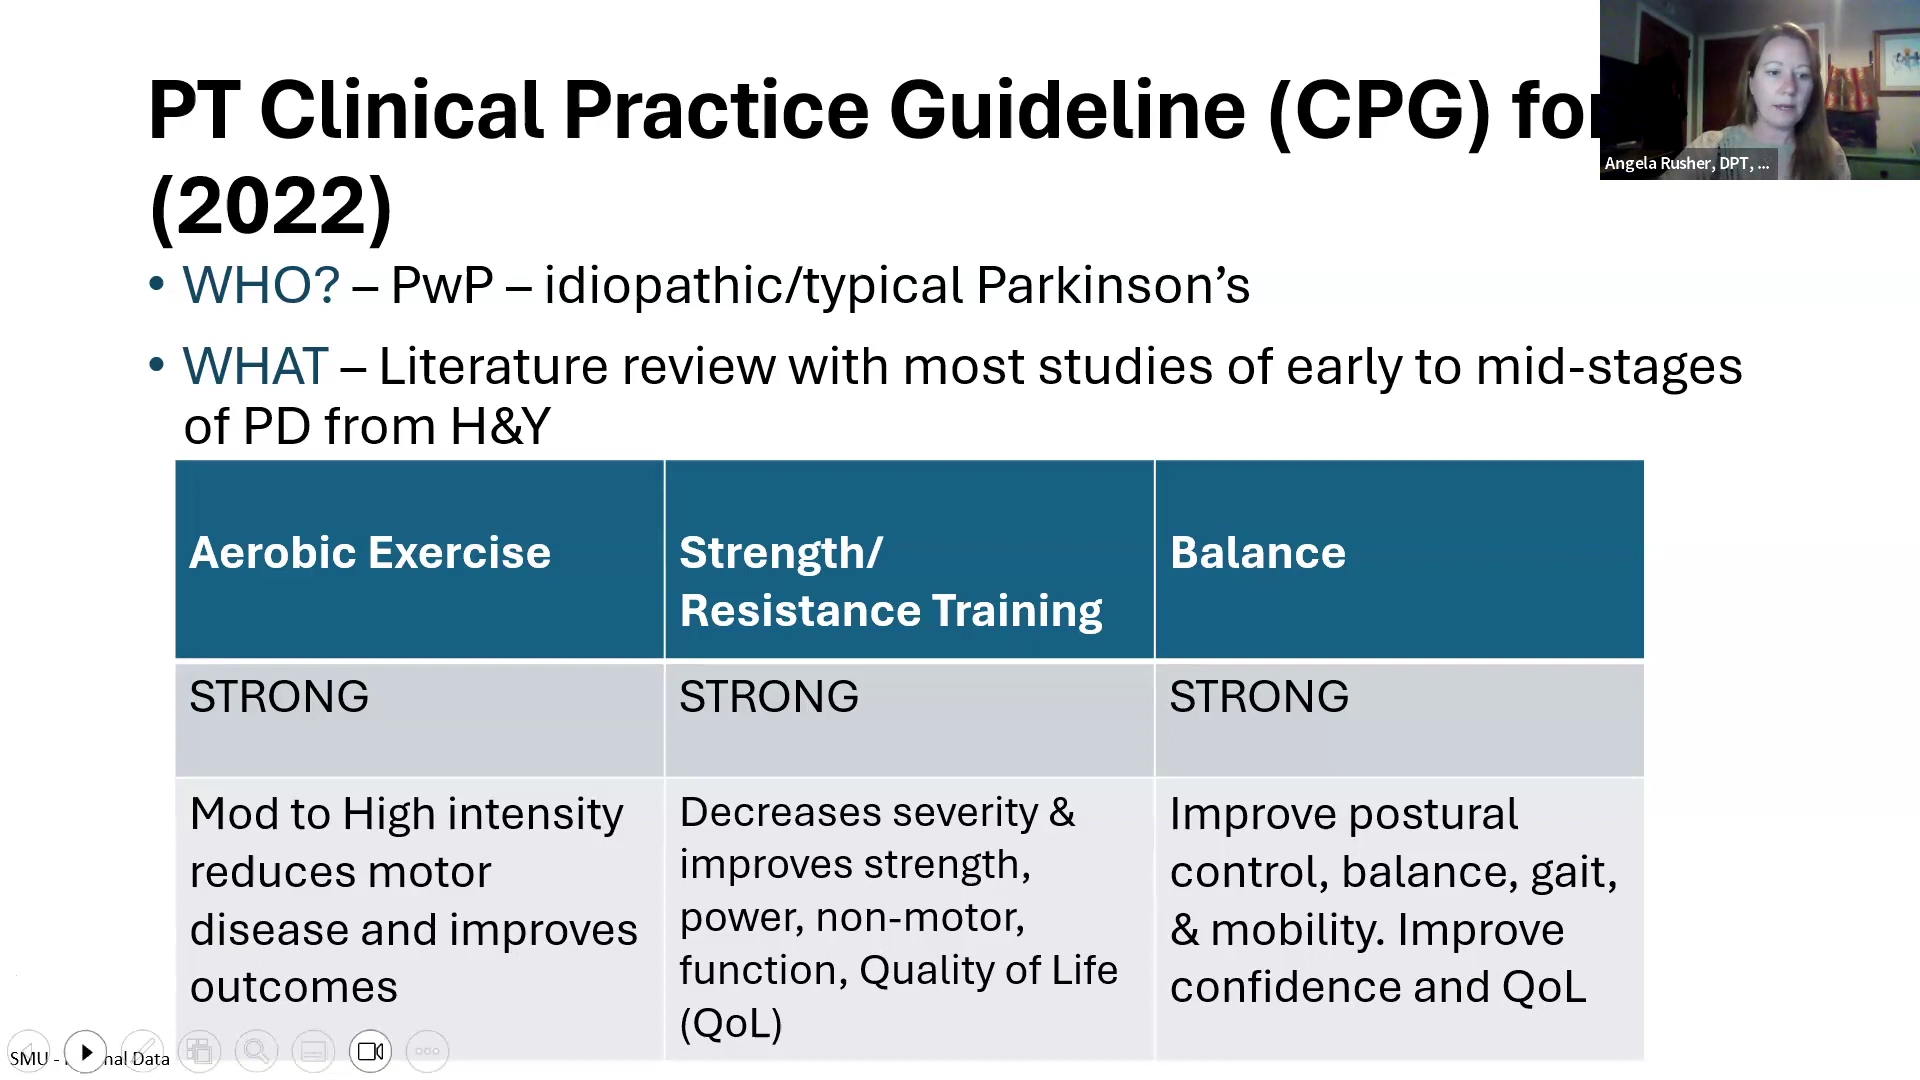 PT Clinical Practice Guideline (CPG) for
(2022)
Angela Rusher, DPT, ...
• WHO? – PwP – idiopathic/typical Parkinson’s
• WHAT – Literature review with most studies of early to mid-stages
of PD from H&Y
Aerobic Exercise
Strength/
Resistance Training
Balance
STRONG
STRONG
STRONG
Mod to High intensity
reduces motor
disease and improves
outcomes
Decreases severity &
improves strength,
power, non-motor,
function, Quality of Life
(QoL)
Improve postural
control, balance, gait,
& mobility. Improve
confidence and QoL
SMU - Data